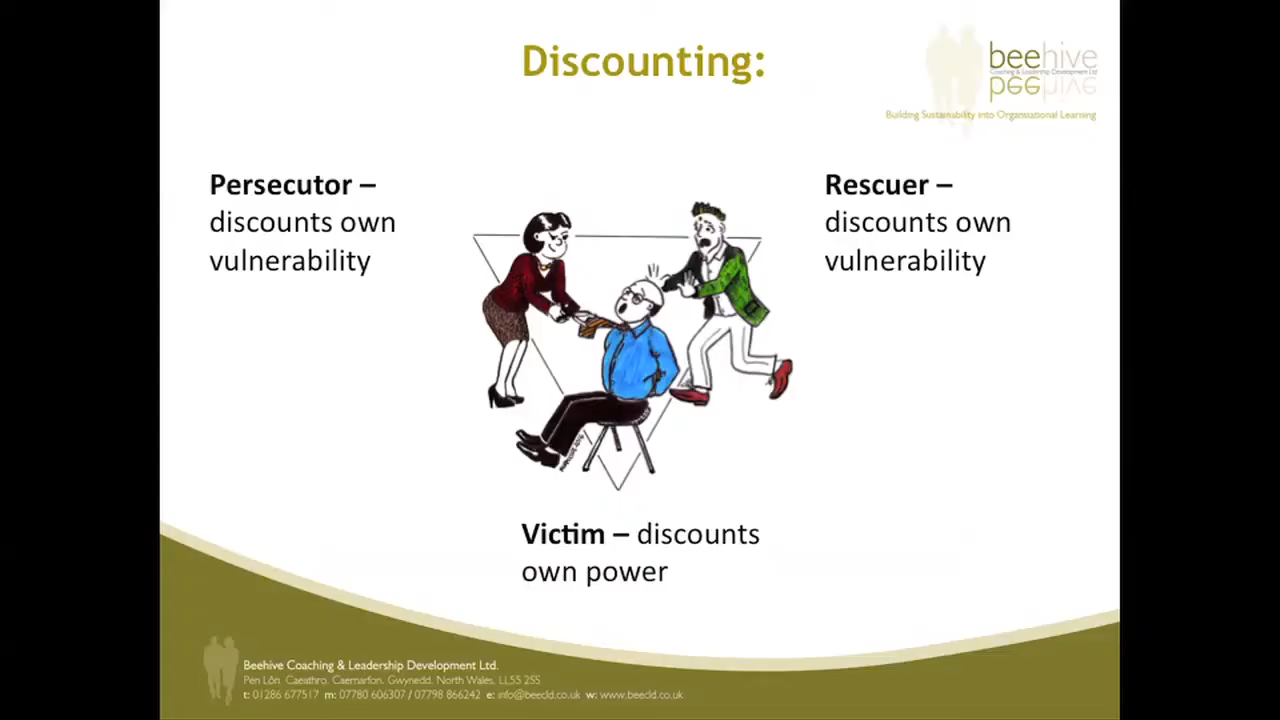 Discounting:
beehive
Coaching & Leadership Development Ltd
Building Sustainability into Organisational Learning
Persecutor –
discounts own
vulnerability
Rescuer –
discounts own
vulnerability
Victim – discounts
own power
Beehive Coaching & Leadership Development Ltd.
Pen Lôn, Caeathro, Caernarfon, Gwynedd, North Wales, LL55 2SS
t: 01286 677517 m: 07780 606307 / 07798 866242 e: info@beecld.co.uk w: www.beecld.co.uk